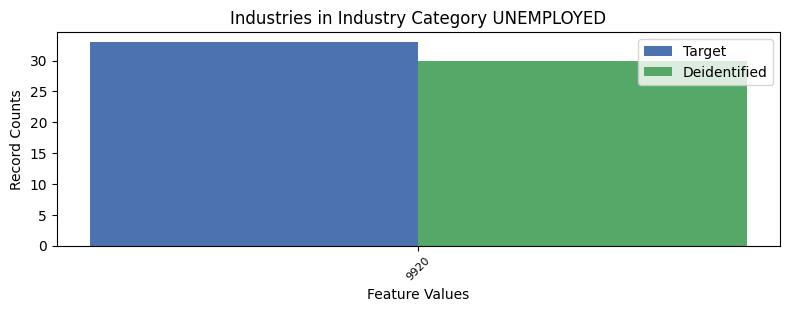 Industries in Industry Category UNEMPLOYED
Target
Deidentified
Record Counts
30
25
20
15
10
5
0
9920
Feature Values